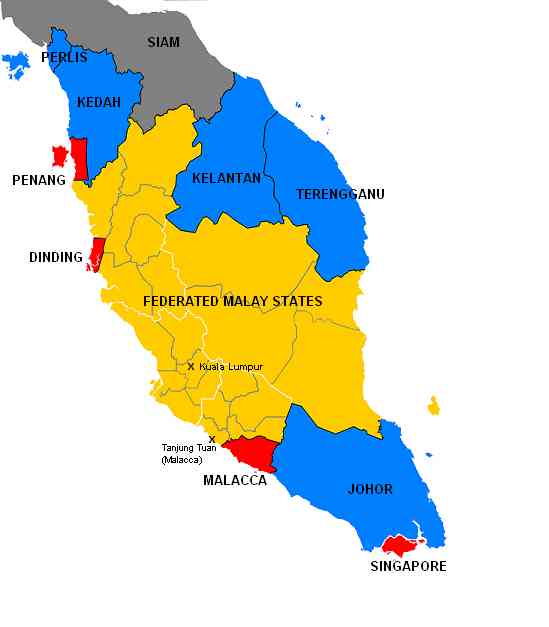 SIAM
PERLIS
KEDAH
PENANG
KELANTAN
TERENGGANU
DINDING
FEDERATED MALAY STATES
X Kuala Lumpur
X
Tanjung Tuan
(Malacca)
MALACCA
JOHOR
SINGAPORE